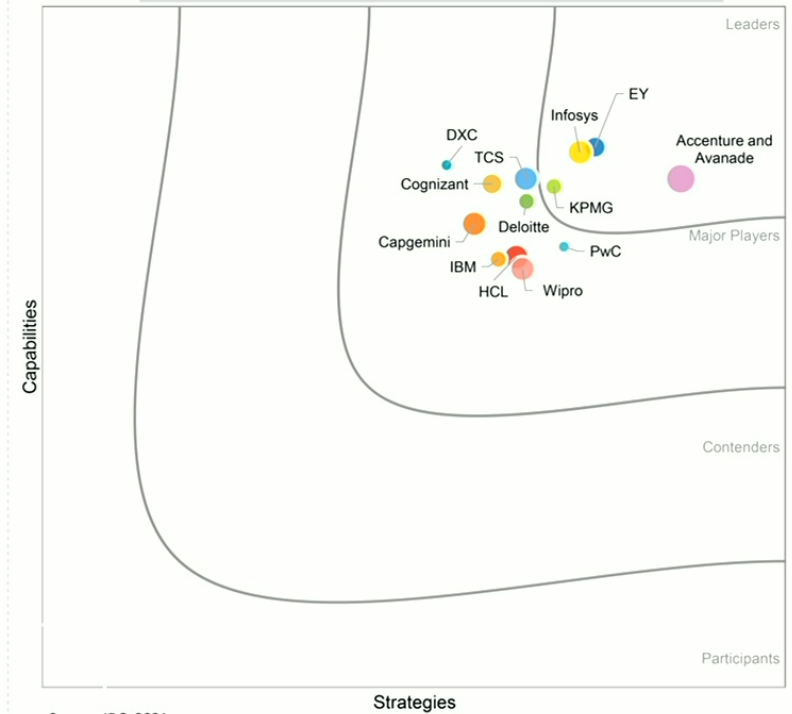 Leaders
EY
Infosys
Accenture and
Avanade
DXC
TCS
Cognizant
KPMG
Deloitte
Major Players
Capgemini
PwC
IBM
HCL
Wipro
Capabilities
Contenders
Participants
Strategies